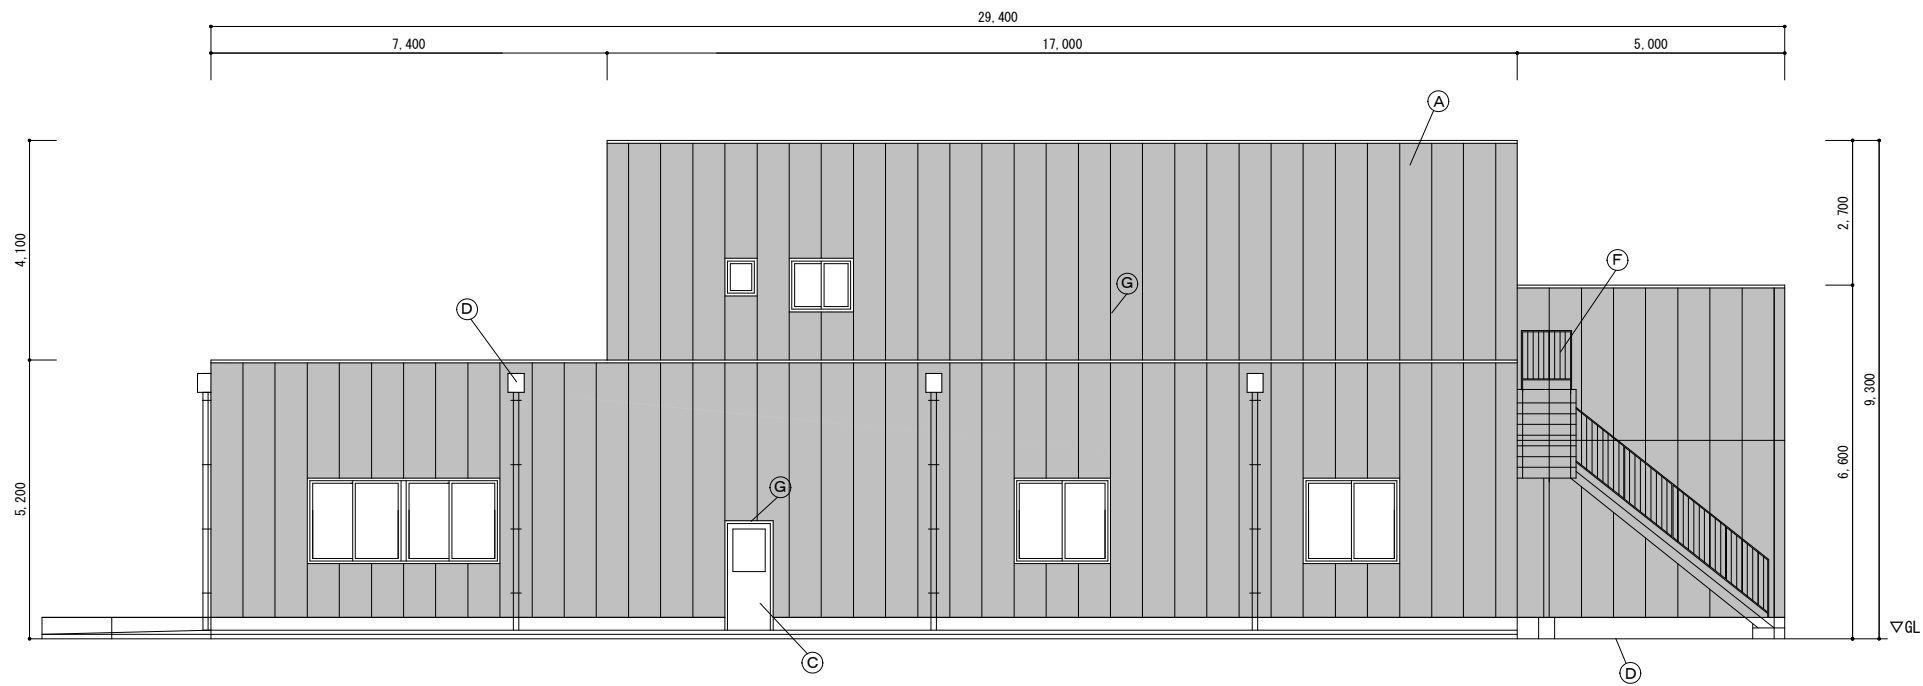 29,400
7,400
17,000
5,000
A
4,100
2,700
F
G
D
9,300
6,600
5,200
G
▽GL
C
D